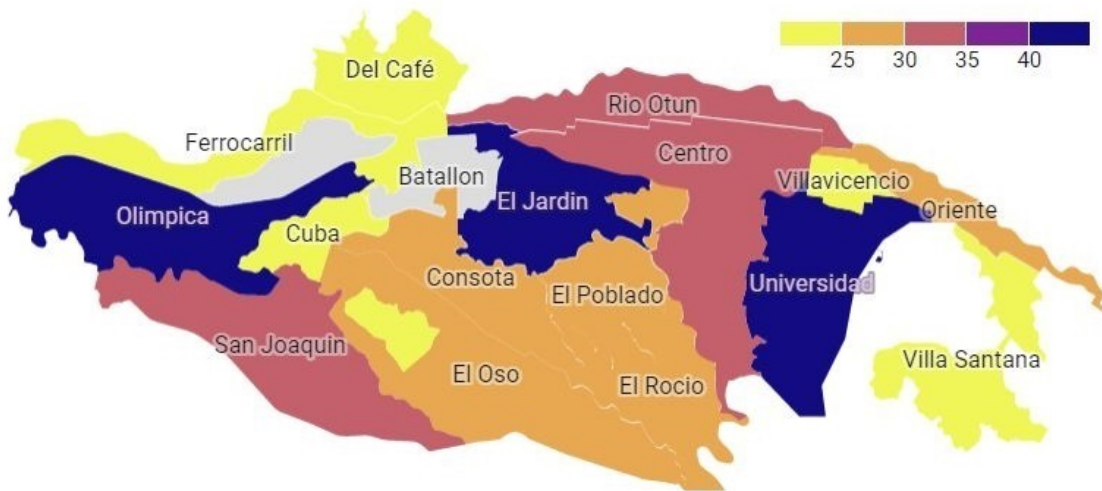 Del Café
25 30 35 40
Rio Otun
Ferrocarril
Centro
Batallon
Villavicencio
Olimpica
El Jardin
Oriente
Cuba
Consota
Universidad
El Poblado
San Joaquin
Villa Santana
El Oso
El Rocio